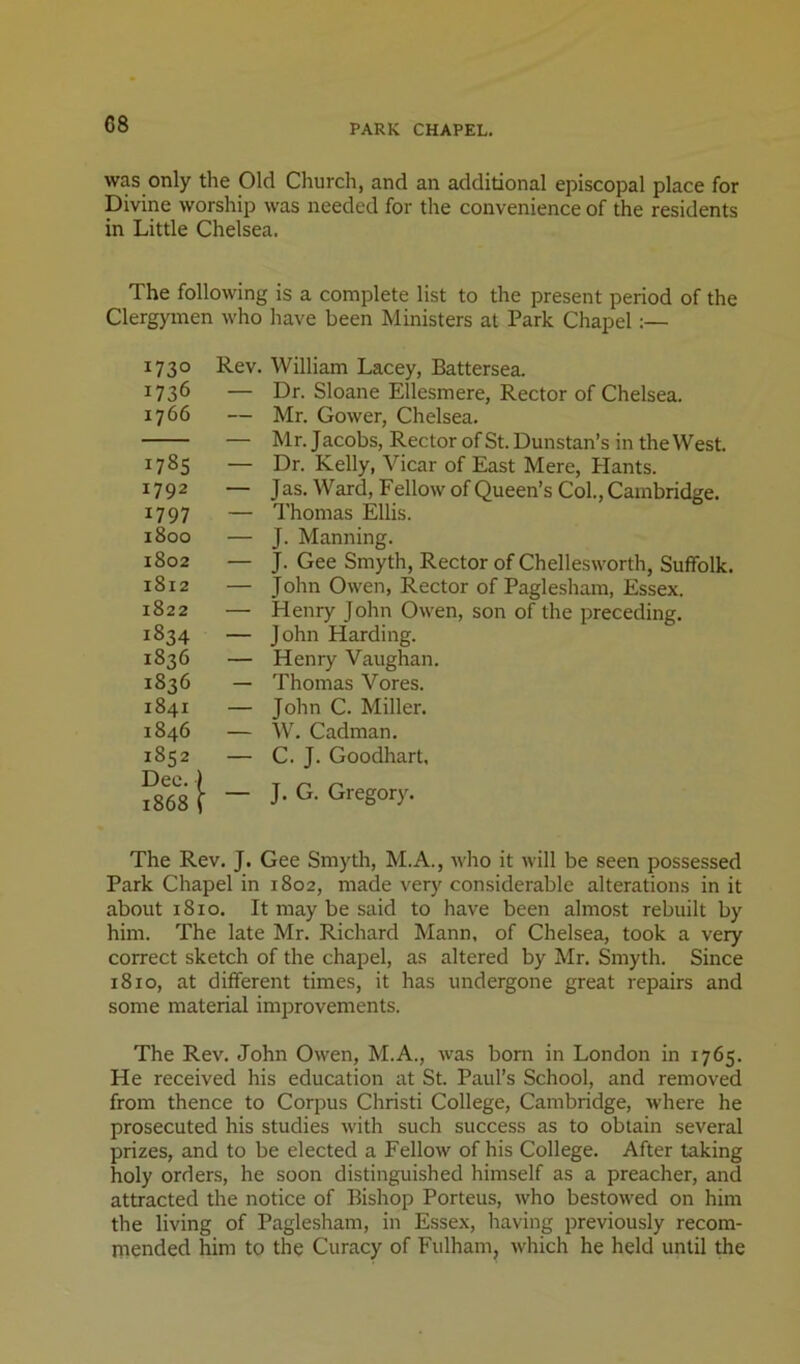 68
PARK CHAPEL.
was only the Old Church, and an additional episcopal place for
Divine worship was needed for the convenience of the residents
in Little Chelsea.
The following is a complete list to the present period of the
Clergymen who have been Ministers at Park Chapel :—
1730 Rev. William Lacey, Battersea.
1736 — Dr. Sloane Ellesmere, Rector of Chelsea.
1766 — Mr. Gower, Chelsea.
—— — Mr. Jacobs, Rector of St. Dunstan's in the West.
1785 — Dr. Kelly, Vicar of East Mere, Hants.
1792 — Jas. Ward, Fellow of Queen's Col., Cambridge.
1797 — Thomas Ellis.
1800 — J. Manning.
1802 — J. Gee Smyth, Rector of Chellesworth, Suffolk.
1812 — John Owen, Rector of Paglesham, Essex.
1822 — Henry John Owen, son of the preceding.
1834 — John Harding.
1836 — Henry Vaughan.
1836 — Thomas Vores.
1841 — John C. Miller.
1846 — W. Cadman.
1852 — C. J. Goodhart,
Dec. }
1868 } — J. G. Gregory.
The Rev. J. Gee Smyth, M.A., who it will be seen possessed
Park Chapel in 1802, made very considerable alterations in it
about 1810. It may be said to have been almost rebuilt by
him. The late Mr. Richard Mann, of Chelsea, took a very
correct sketch of the chapel, as altered by Mr. Smyth. Since
1810, at different times, it has undergone great repairs and
some material improvements.
The Rev. John Owen, M.A., was born in London in 1765.
He received his education at St. Paul's School, and removed
from thence to Corpus Christi College, Cambridge, where he
prosecuted his studies with such success as to obtain several
prizes, and to be elected a Fellow of his College. After taking
holy orders, he soon distinguished himself as a preacher, and
attracted the notice of Bishop Porteus, who bestowed on him
the living of Paglesham, in Essex, having previously recom-
mended him to the Curacy of Fulham, which he held until the